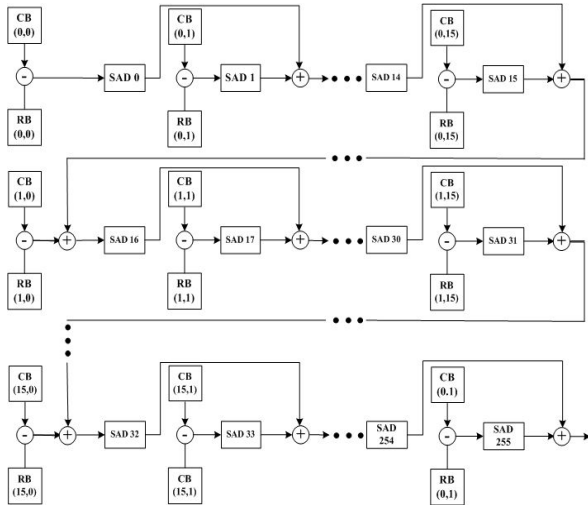 CB
(0,0)
CB
(0,1)
CB
(0,15)
-
SAD 0
-
SAD 1
+
SAD 14
-
SAD 15
+
RB
(0,0)
RB
(0,1)
RB
(0,15)
CB
(1,0)
CB
(1,1)
CB
(1,15)
-
+
SAD 16
-
SAD 17
+
SAD 30
-
SAD 31
+
RB
(1,0)
RB
(1,1)
RB
(1,15)
CB
(15,0)
CB
(15,1)
CB
(0.1)
-
+
SAD 32
-
SAD 33
+
SAD
254
-
SAD
255
+
RB
(15,0)
CB
(15,1)
RB
(0,1)